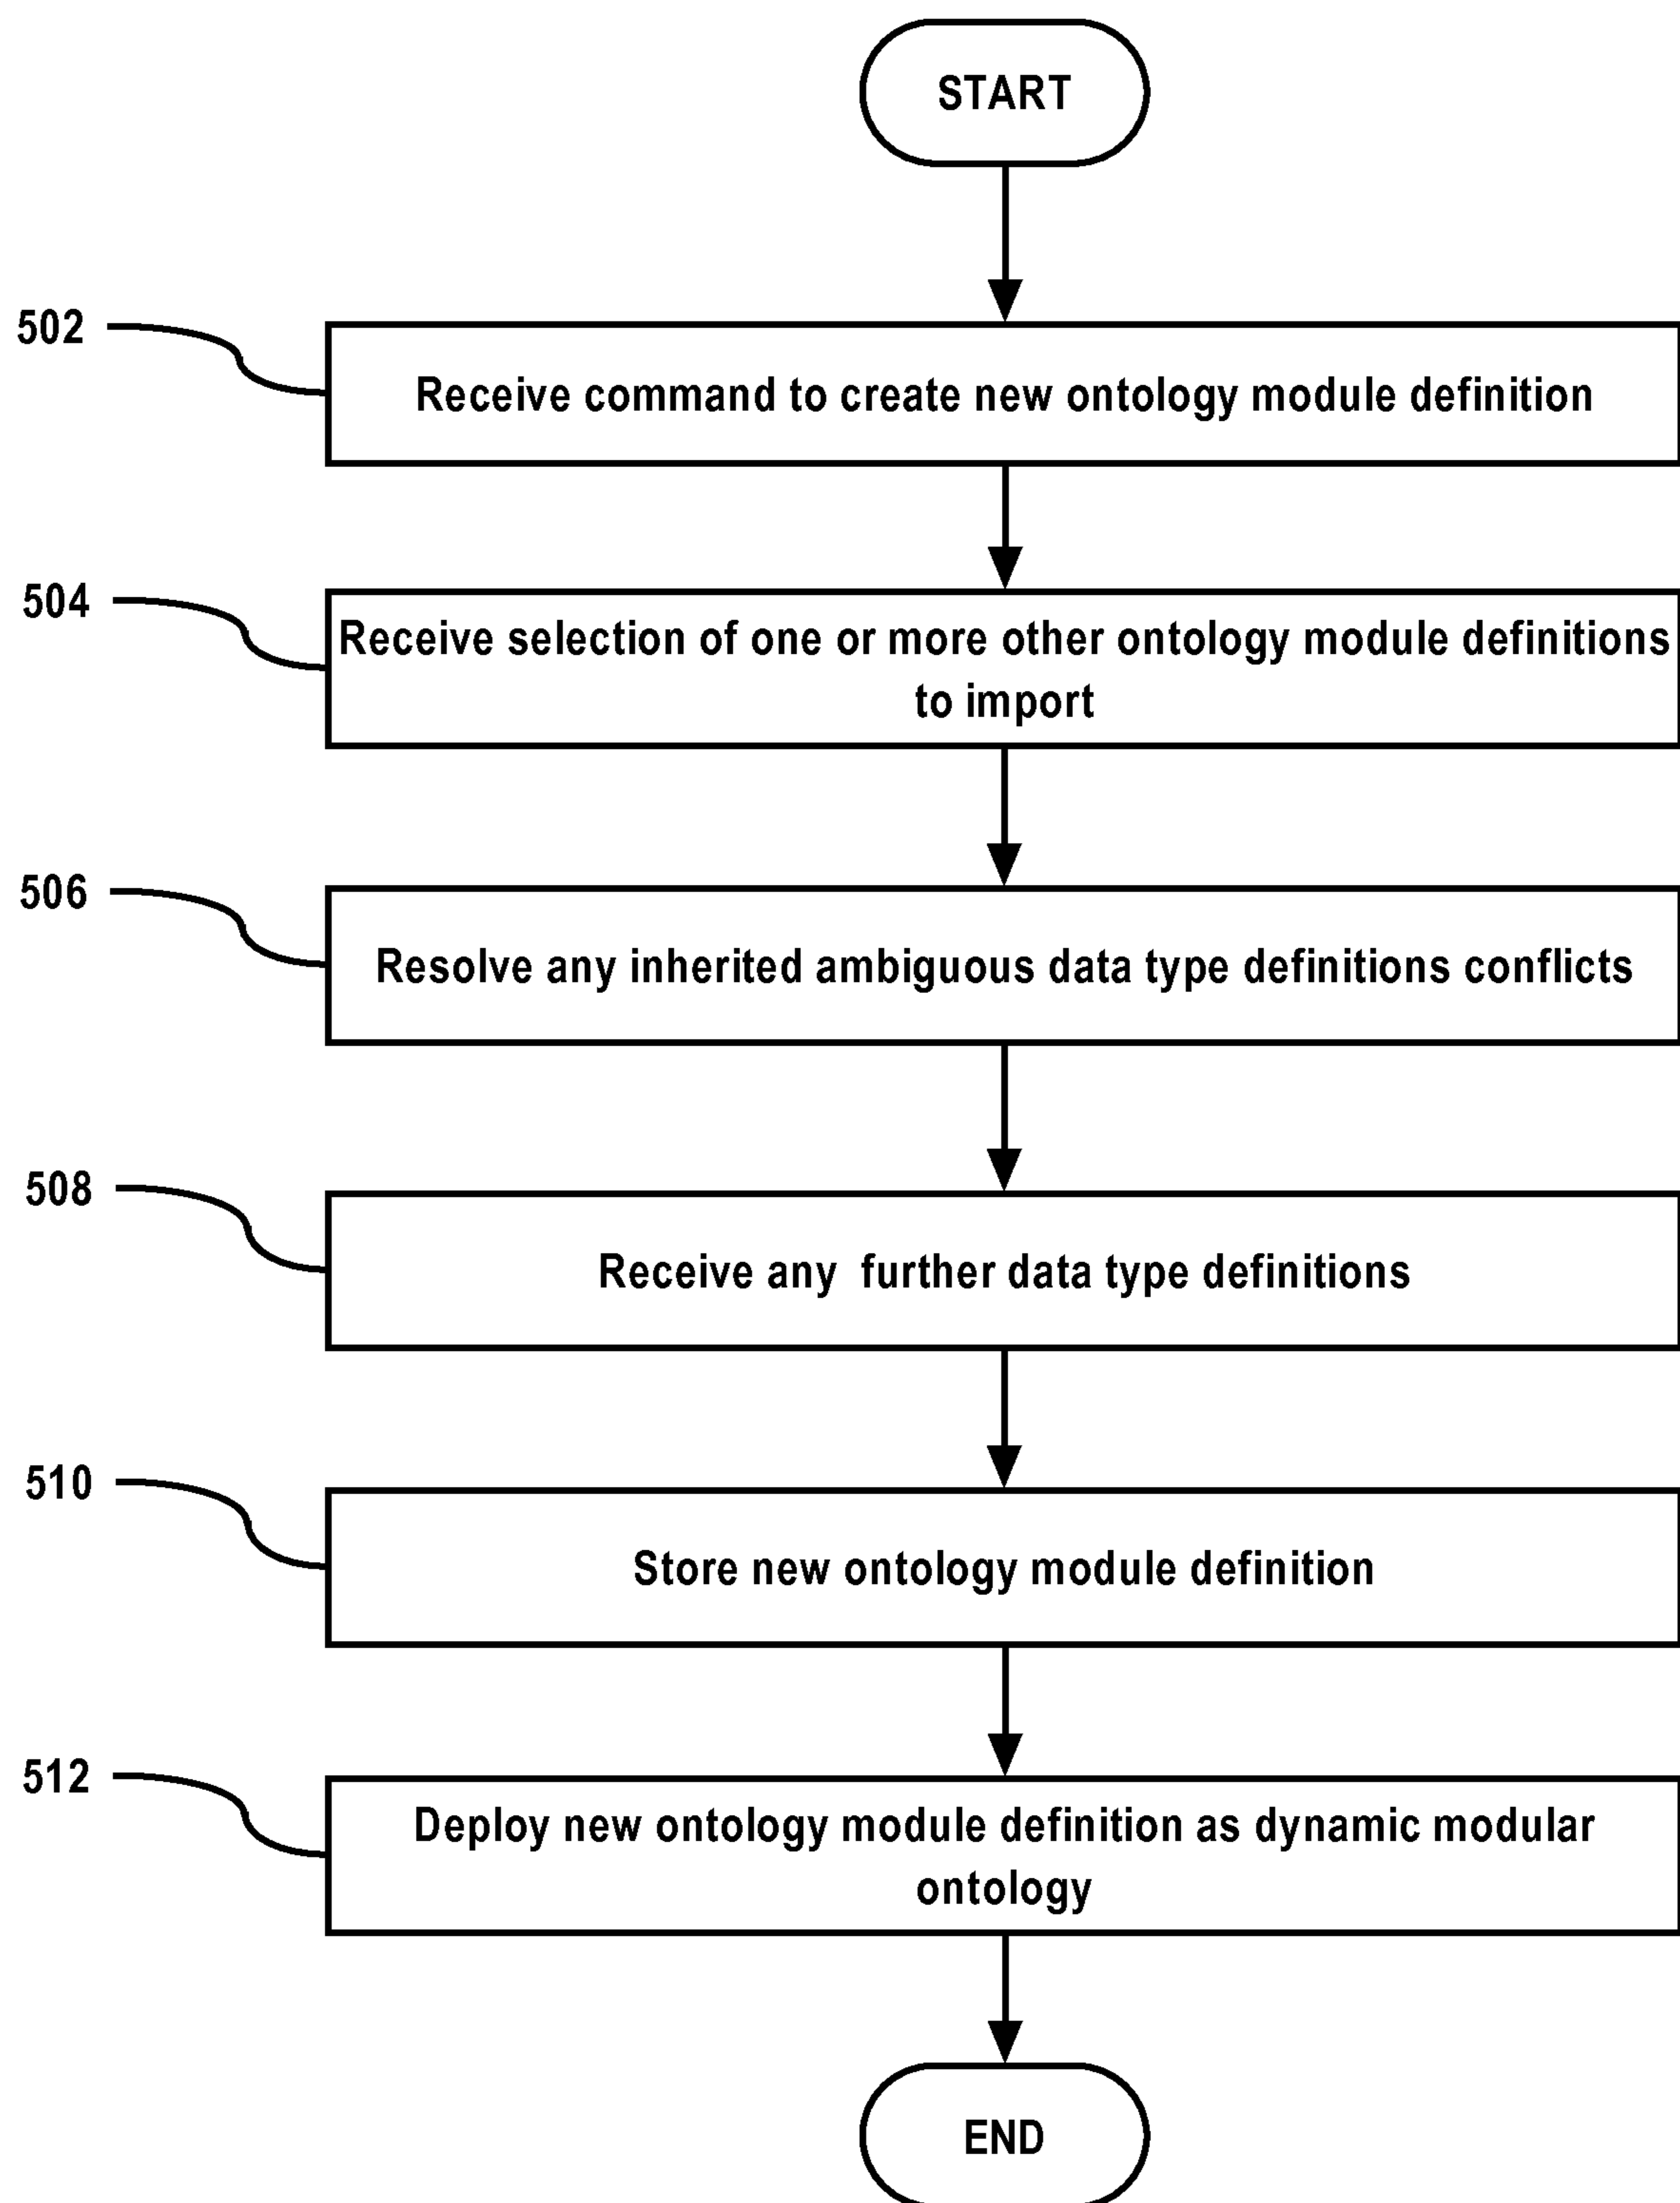 START
502
Receive command to create new ontology module definition
504
Receive selection of one or more other ontology module definitions
to import
506
Resolve any inherited ambiguous data type definitions conflicts
508
Receive any further data type definitions
510
Store new ontology module definition
512
Deploy new ontology module definition as dynamic modular
ontology
END